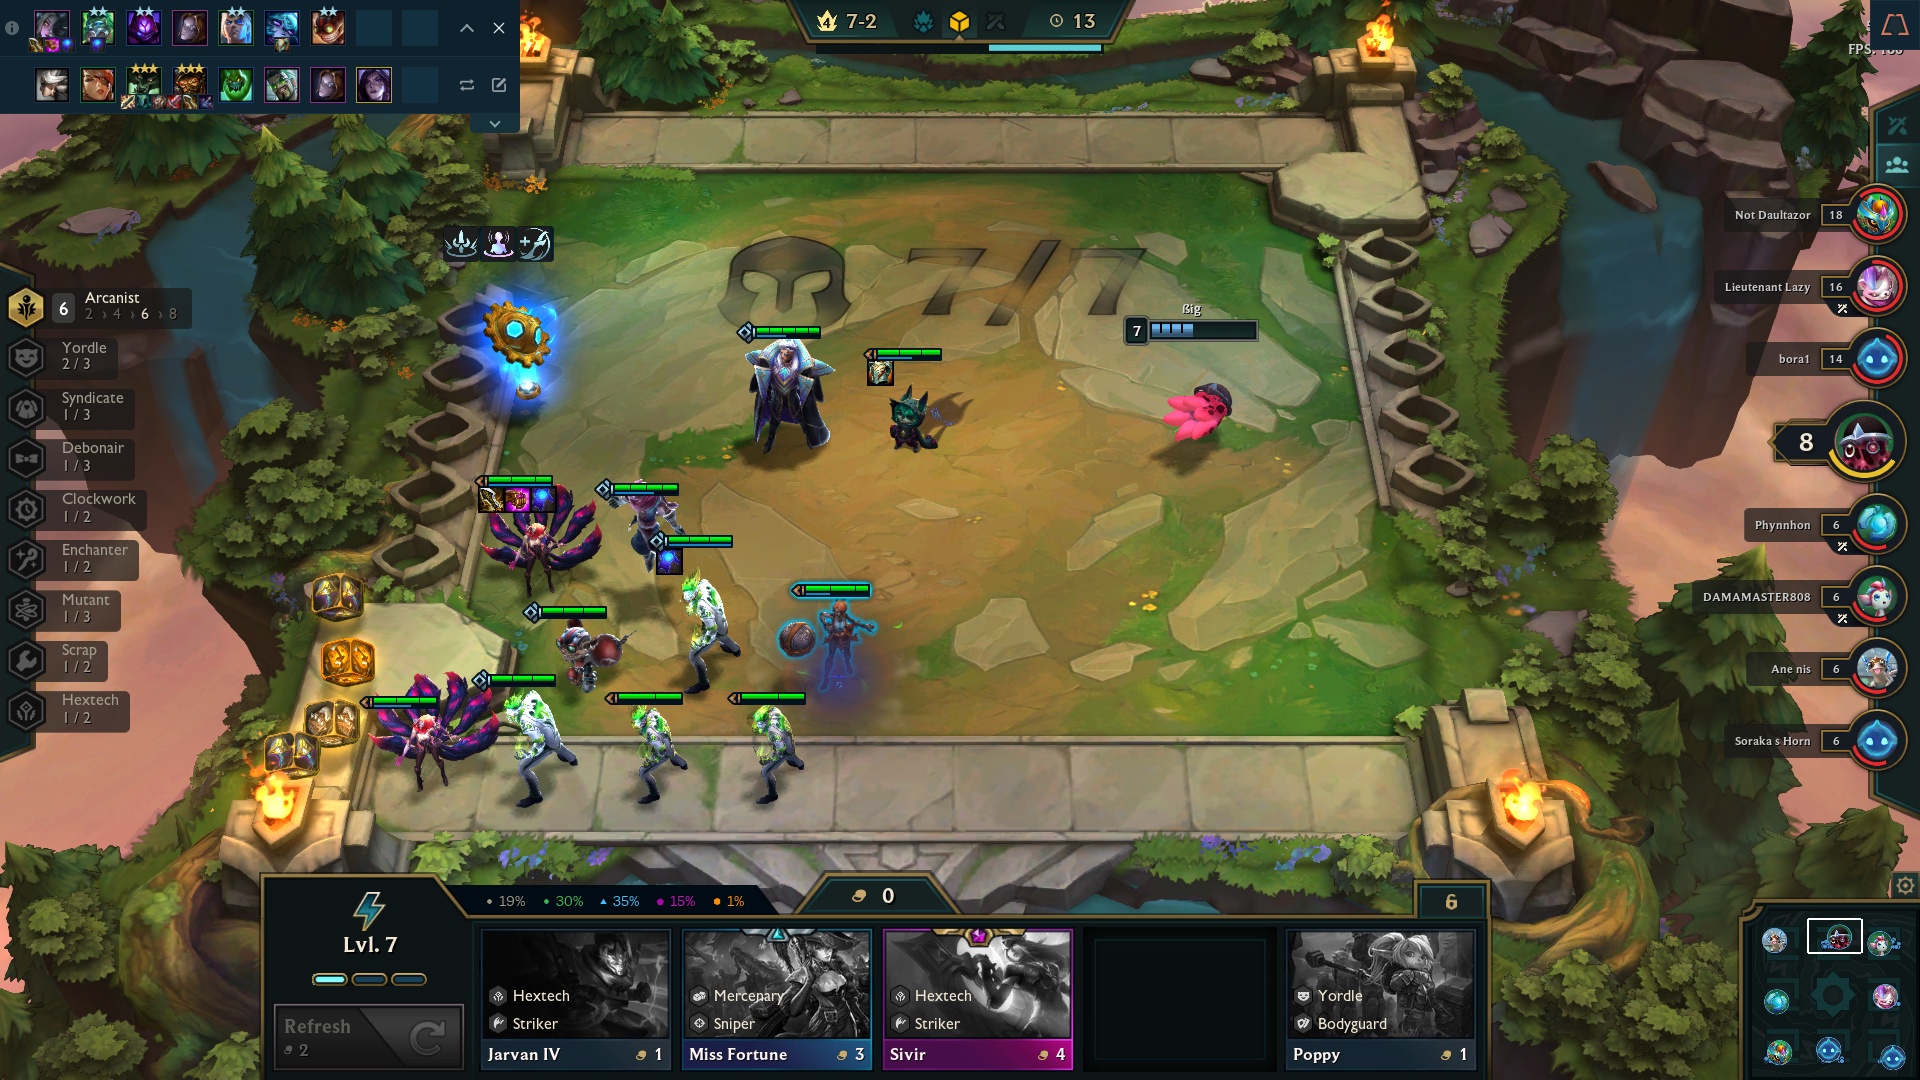 4 7-2 13
FPS:
Not Daultazor 18
6 Arcanist
2 › 4 › 6 › 8
Lieutenant Lazy 16
7/7
ßig
7
Yordle
2 / 3
bora1 14
Syndicate
1 / 3
8
Debonair
1 / 3
Clockwork
1 / 2
Phynnhon 6
Enchanter
1 / 2
DAMAMASTER808 6
Mutant
1 / 3
Scrap
1 / 2
Ane nis 6
Hextech
1 / 2
Soraka s Horn 6
19% 30% 35% 15% 1%
0
6
Lvl. 7
Refresh
2
Hextech
Striker
Jarvan IV 1
Mercenary
Sniper
Miss Fortune 3
Hextech
Striker
Sivir 4
Yordle
Bodyguard
Poppy 1